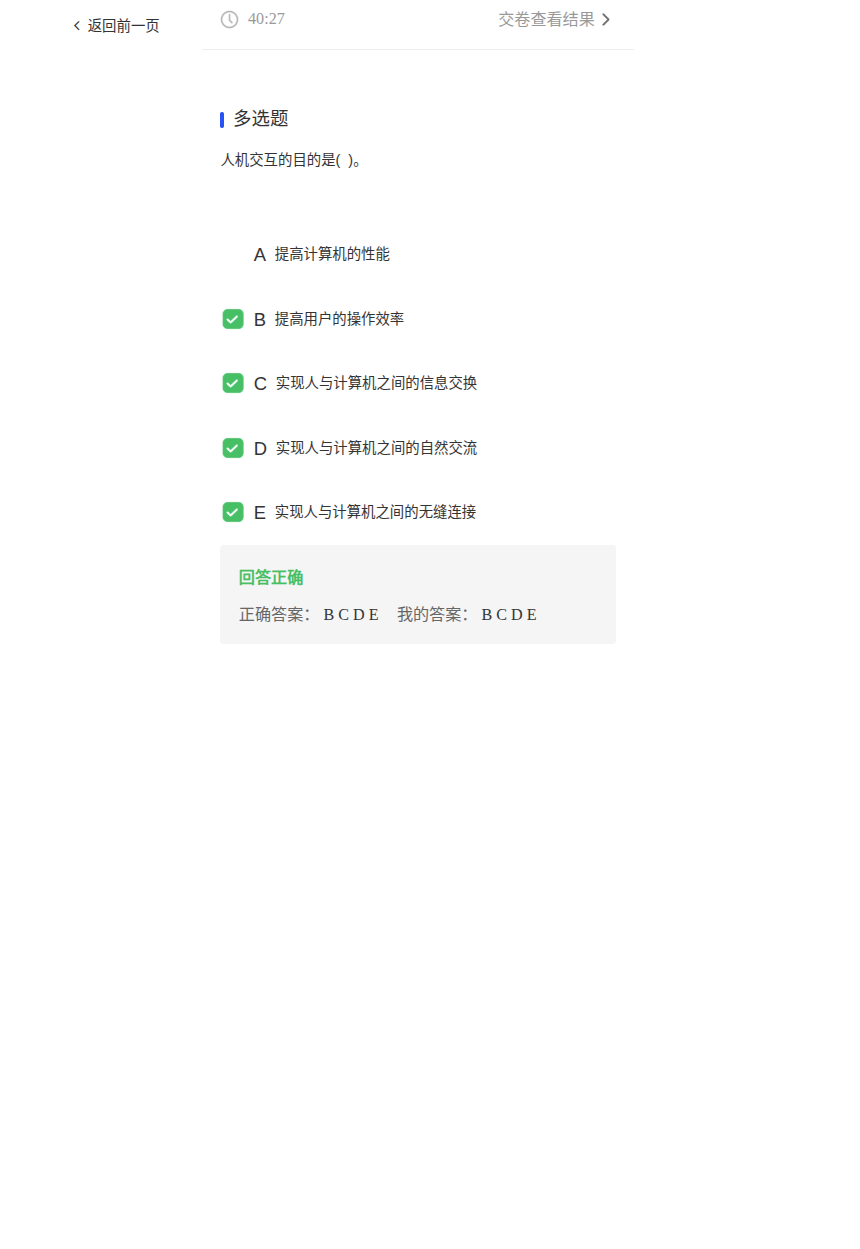 返回前一页
40:27 交卷查看结果
多选题
人机交互的目的是( )。
A 提高计算机的性能
B 提高用户的操作效率
C 实现人与计算机之间的信息交换
D 实现人与计算机之间的自然交流
E 实现人与计算机之间的无缝连接
回答正确
正确答案： B C D E 我的答案： B C D E